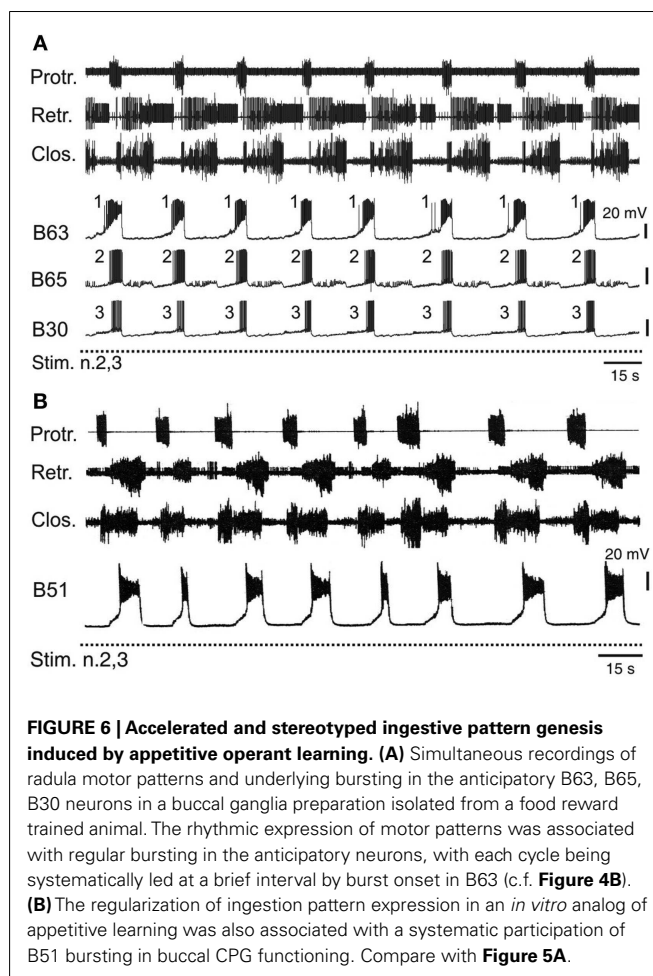 A
Protr.
Retr.
Clos.
1 1 1 1 1 1 1 1 20 mV
B63
2 2 2 2 2 2 2 2
B65
3 3 3 3 3 3 3 3
B30
Stim. n.2,3
15 s
B
Protr.
Retr.
Clos.
20 mV
B51
Stim. n.2,3
15 s
FIGURE 6 | Accelerated and stereotyped ingestive pattern genesis
induced by appetitive operant learning. (A) Simultaneous recordings of
radula motor patterns and underlying bursting in the anticipatory B63, B65,
B30 neurons in a buccal ganglia preparation isolated from a food reward
trained animal. The rhythmic expression of motor patterns was associated
with regular bursting in the anticipatory neurons, with each cycle being
systematically led at a brief interval by burst onset in B63 (c.f. Figure 4B).
(B) The regularization of ingestion pattern expression in an in vitro analog of
appetitive learning was also associated with a systematic participation of
B51 bursting in buccal CPG functioning. Compare with Figure 5A.